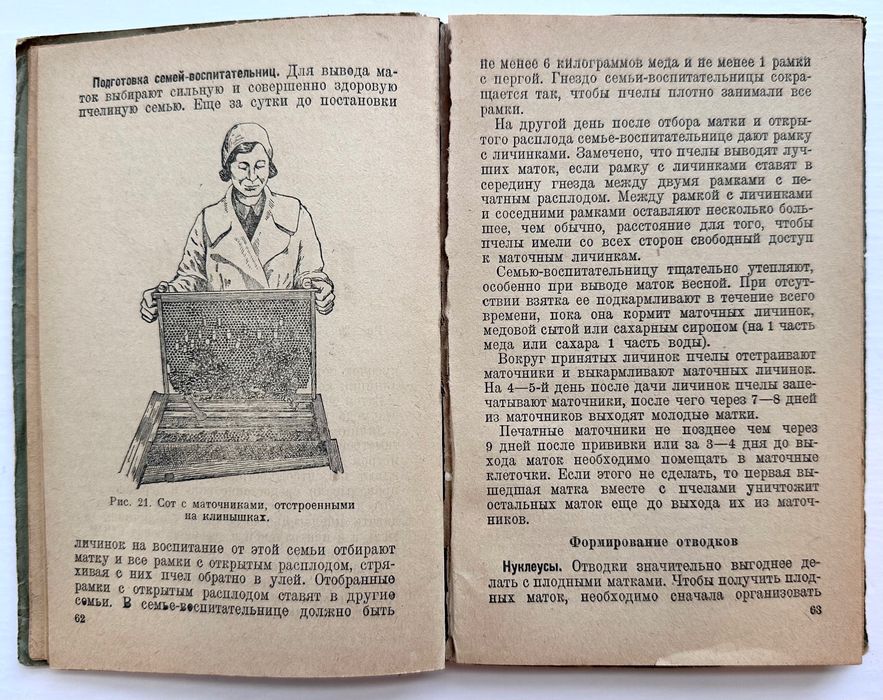 Подготовка семей-воспитательниц. Для вывода ма-
ток выбирают сильную и совершенно здоровую
пчелиную семью. Еще за сутки до постановки
Рис. 21. Сот с маточниками, отстроенными
на клинышках.
личинок на воспитание от этой семьи отбирают
матку и все рамки с открытым расплодом, стря-
хивая с них пчел обратно в улей. Отобранные
рамки с открытым расплодом ставят в другие
семьи. В семье-воспитательнице должно быть
62
не менее 6 килограммов меда и не менее 1 рамки
с пергой. Гнездо семьи-воспитательницы сокра-
щается так, чтобы пчелы плотно занимали все
рамки.
На другой день после отбора матки и откры-
того расплода семье-воспитательнице дают рамку
с личинками. Замечено, что пчелы выводят луч-
ших маток, если рамку с личинками ставят в
середину гнезда между двумя рамками с пе-
чатным расплодом. Между рамкой с личинками
и соседними рамками оставляют несколько боль-
шее, чем обычно, расстояние для того, чтобы
пчелы имели со всех сторон свободный доступ
к маточным личинкам.
Семью-воспитательницу тщательно утепляют,
особенно при выводе маток весной. При отсут-
ствии взятка ее подкармливают в течение всего
времени, пока она кормит маточных личинок,
медовой сытой или сахарным сиропом (на 1 часть
меда или сахара 1 часть воды).
Вокруг принятых личинок пчелы отстраивают
маточники и выкармливают маточных личинок.
На 4—5-й день после дачи личинок пчелы запе-
чатывают маточники, после чего через 7—8 дней
из маточников выходят молодые матки.
Печатные маточники не позднее чем через
9 дней после прививки или за 3—4 дня до вы-
хода маток необходимо помещать в маточные
клеточки. Если этого не сделать, то первая вы-
шедшая матка вместе с пчелами уничтожит
остальных маток еще до выхода их из маточ-
ников.
Формирование отводков
Нуклеусы. Отводки значительно выгоднее де-
лать с плодными матками. Чтобы получить плод-
ных маток, необходимо сначала организовать
63